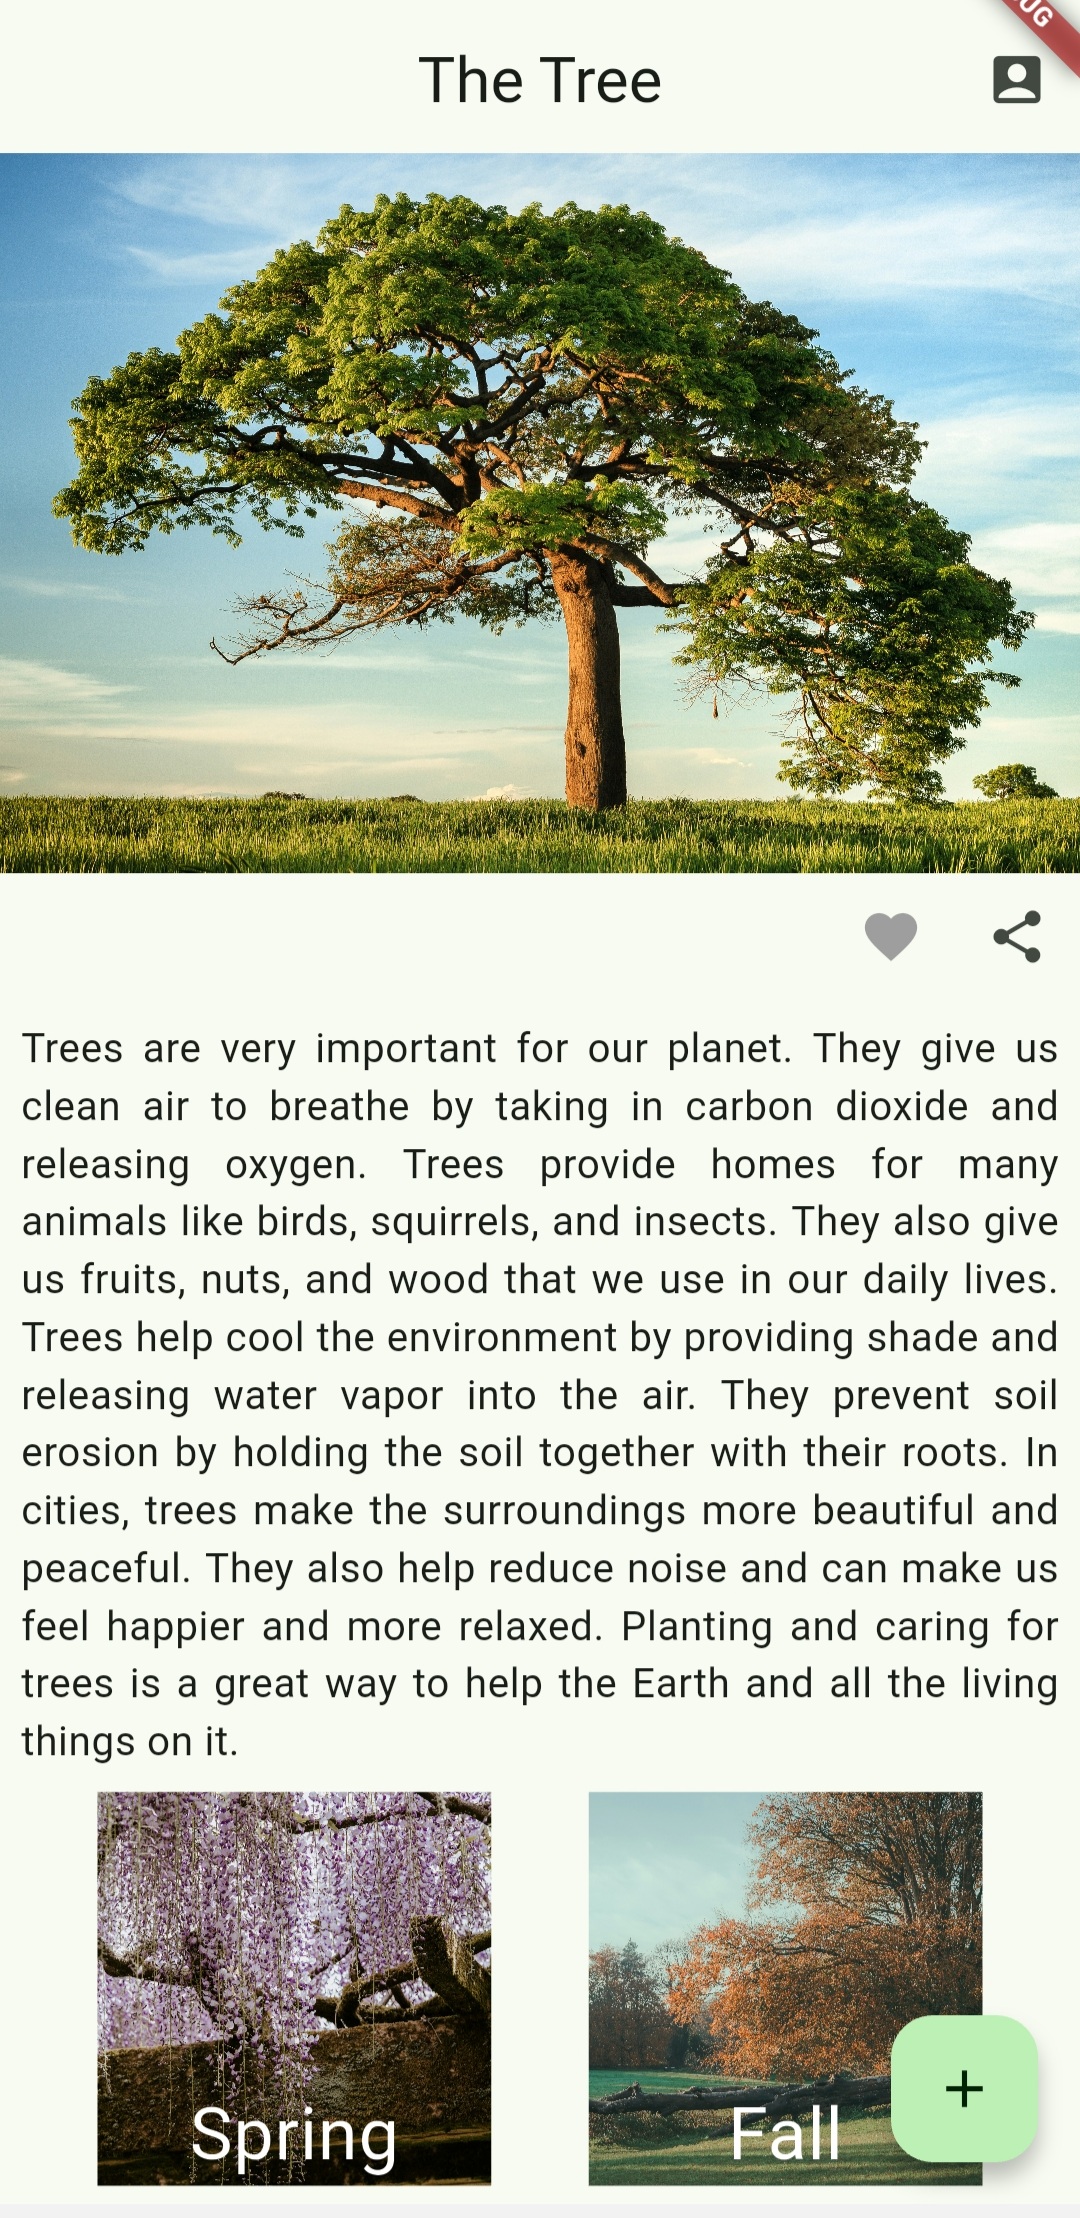 The Tree
Trees are very important for our planet. They give us
clean air to breathe by taking in carbon dioxide and
releasing oxygen. Trees provide homes for many
animals like birds, squirrels, and insects. They also give
us fruits, nuts, and wood that we use in our daily lives.
Trees help cool the environment by providing shade and
releasing water vapor into the air. They prevent soil
erosion by holding the soil together with their roots. In
cities, trees make the surroundings more beautiful and
peaceful. They also help reduce noise and can make us
feel happier and more relaxed. Planting and caring for
trees is a great way to help the Earth and all the living
things on it.
Spring
Fall